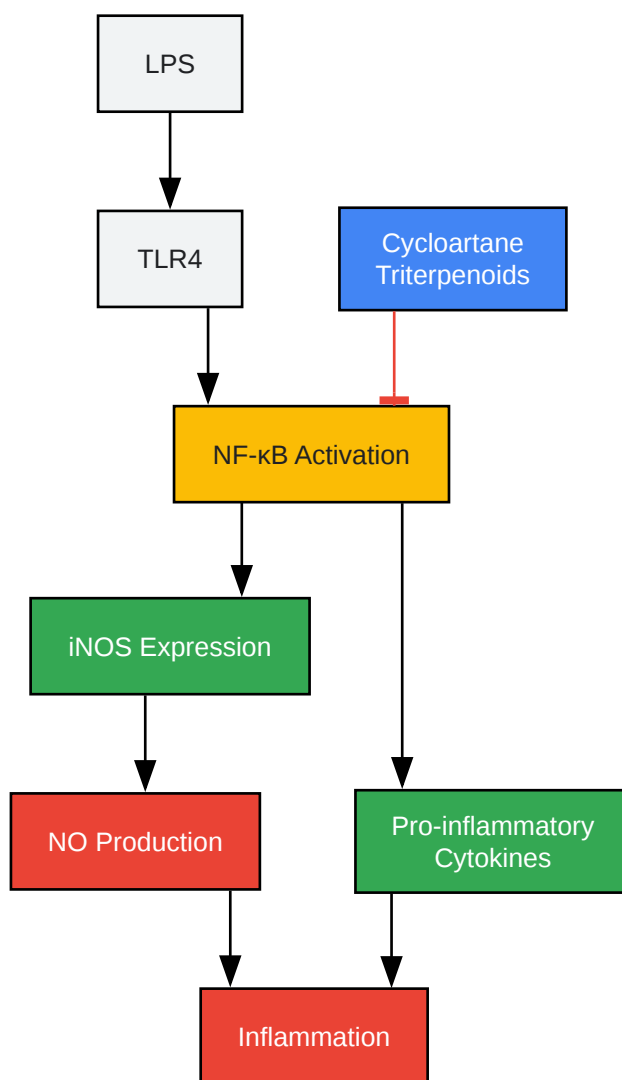 LPS
TLR4
Cycloartane
Triterpenoids
NF-κB Activation
iNOS Expression
NO Production
Pro-inflammatory
Cytokines
Inflammation